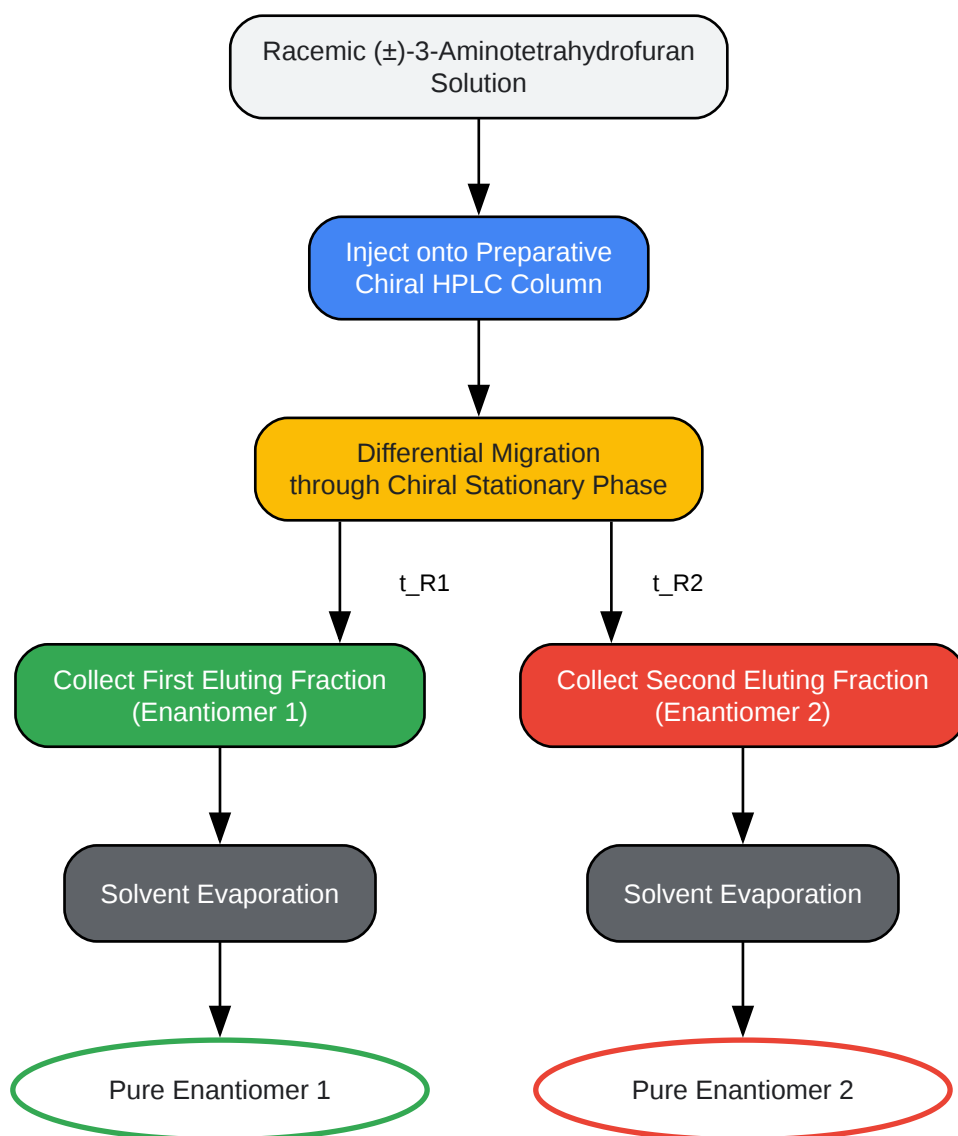 Racemic (±)-3-Aminotetrahydrofuran
Solution
Inject onto Preparative
Chiral HPLC Column
Differential Migration
through Chiral Stationary Phase
t_R1
t_R2
Collect First Eluting Fraction
(Enantiomer 1)
Collect Second Eluting Fraction
(Enantiomer 2)
Solvent Evaporation
Solvent Evaporation
Pure Enantiomer 1
Pure Enantiomer 2